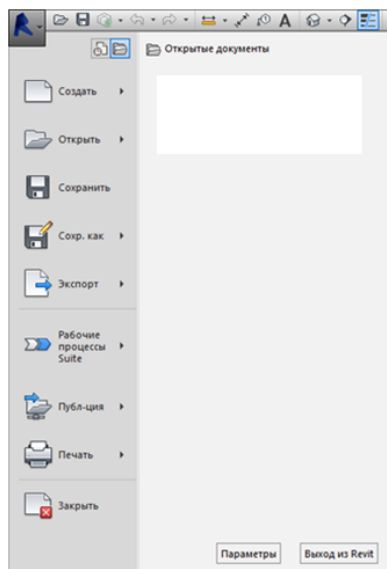 A
Открытые документы
Создать
Открыть
Сохранить
Сохр. как
Экспорт
Рабочие
процессы
Suite
Публ-ция
Печать
Закрыть
Параметры
Выход из Revit